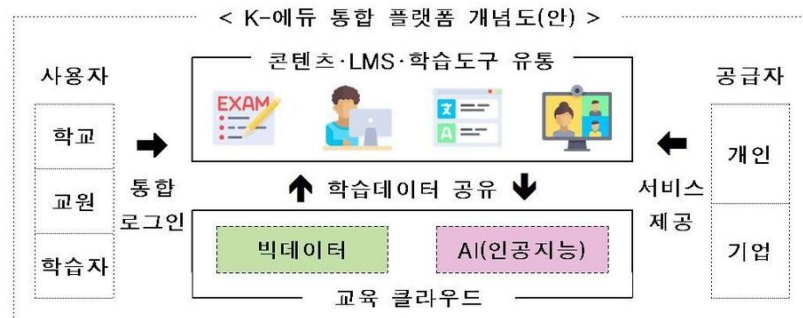 < K-에듀 통합 플랫폼 개념도(안) >
사용자
콘텐츠·LMS·학습도구 유통
공급자
학교
교원
학습자
통합
로그인
EXAM
文
A
학습데이터 공유
서비스
제공
개인
기업
빅데이터
AI(인공지능)
교육 클라우드